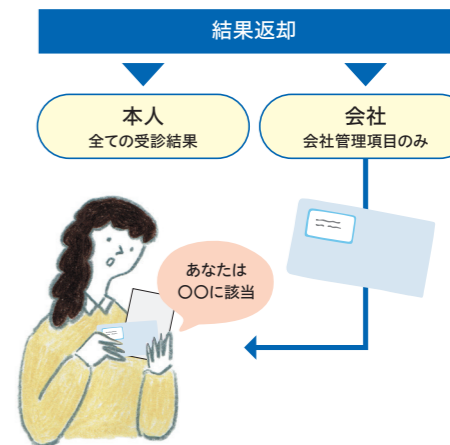 結果返却
本人
全ての受診結果
会社
会社管理項目のみ
あなたは
〇〇に該当